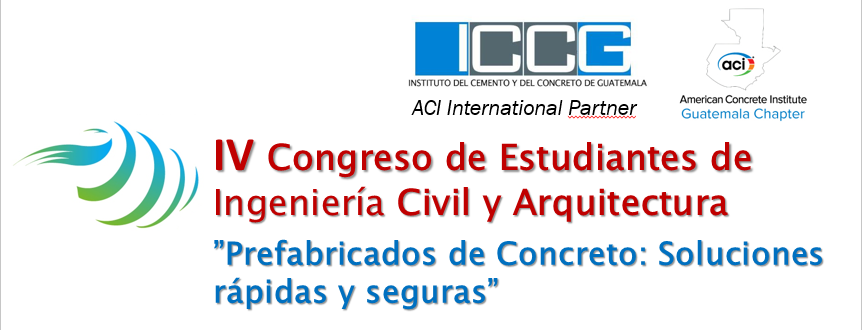 ICCG
INSTITUTO DEL CEMENTO Y DEL CONCRETO DE GUATEMALA
ACI International Partner
aci
American Concrete Institute
Guatemala Chapter
IV Congreso de Estudiantes de
Ingeniería Civil y Arquitectura
”Prefabricados de Concreto: Soluciones
rápidas y seguras”